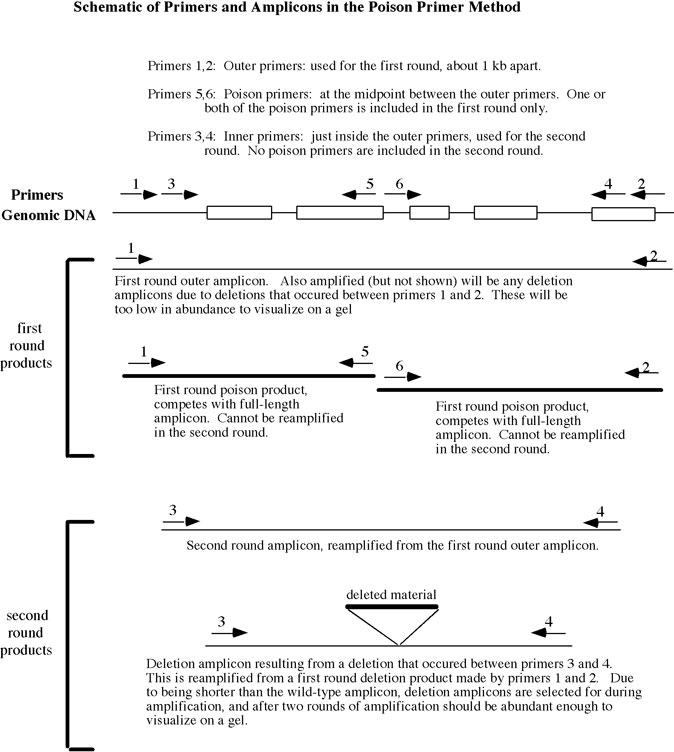 Schematic of Primers and Amplicons in the Poison Primer Method
Primers 1,2: Outer primers: used for the first round, about 1 kb apart.
Primers 5,6: Poison primers: at the midpoint between the outer primers. One or
both of the poison primers is included in the first round only.
Primers 3,4: Inner primers: just inside the outer primers, used for the second
round. No poison primers are included in the second round.
Primers
1 3 5 6 4 2
Genomic DNA
first
round
products
1 2
First round outer amplicon. Also amplified (but not shown) will be any deletion
amplicons due to deletions that occured between primers 1 and 2. These will be
too low in abundance to visualize on a gel
1 5
First round poison product,
competes with full-length
amplicon. Cannot be reamplified
in the second round.
6 2
First round poison product,
competes with full-length
amplicon. Cannot be reamplified
in the second round.
second
round
products
3 4
Second round amplicon, reamplified from the first round outer amplicon.
deleted material
3 4
Deletion amplicon resulting from a deletion that occured between primers 3 and 4.
This is reamplified from a first round deletion product made by primers 1 and 2. Due
to being shorter than the wild-type amplicon, deletion amplicons are selected for during
amplification, and after two rounds of amplification should be abundant enough to
visualize on a gel.